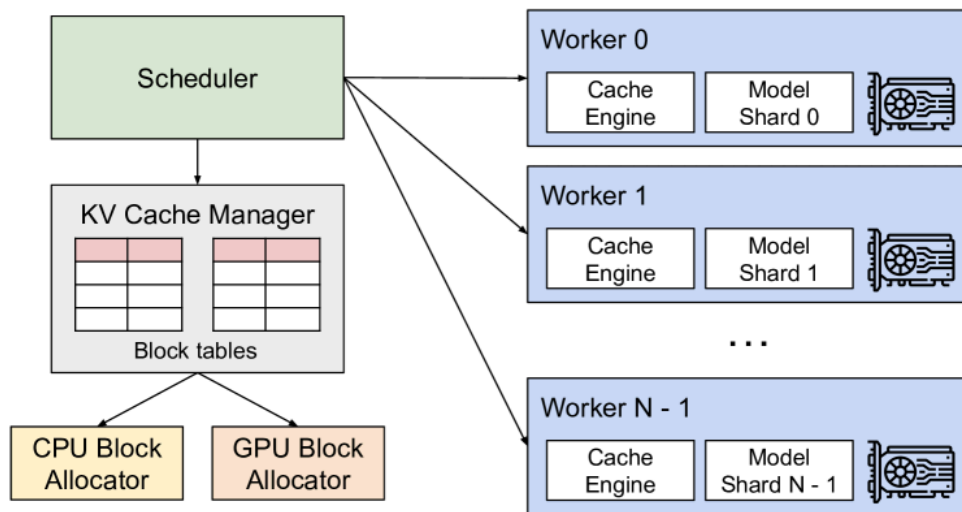 Scheduler
KV Cache Manager
Block tables
CPU Block
Allocator
GPU Block
Allocator
Worker 0
Cache
Engine
Model
Shard 0
Worker 1
Cache
Engine
Model
Shard 1
...
Worker N - 1
Cache
Engine
Model
Shard N - 1